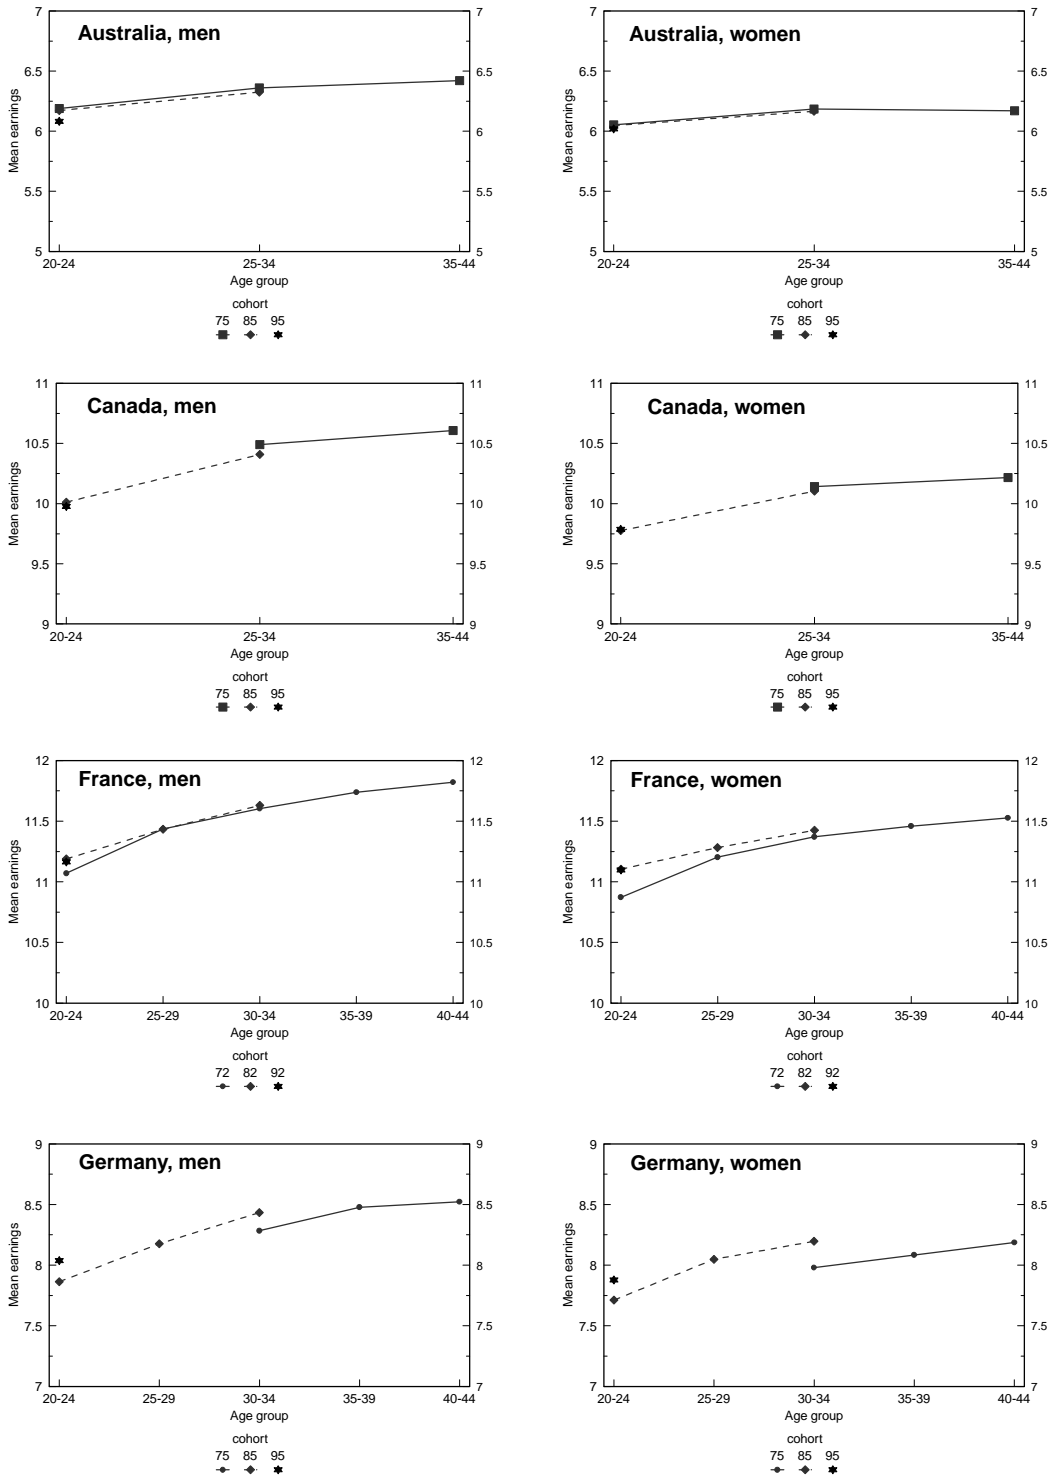 Australia, men
7
6.5
6
5.5
5
7
6.5
6
5.5
5
Mean earnings
20-24 25-34 35-44
Age group
cohort
75 85 95
Australia, women
7
6.5
6
5.5
5
7
6.5
6
5.5
5
Mean earnings
20-24 25-34 35-44
Age group
cohort
75 85 95
Canada, men
11
10.5
10
9.5
9
11
10.5
10
9.5
9
Mean earnings
20-24 25-34 35-44
Age group
cohort
75 85 95
Canada, women
11
10.5
10
9.5
9
11
10.5
10
9.5
9
Mean earnings
20-24 25-34 35-44
Age group
cohort
75 85 95
France, men
12
11.5
11
10.5
10
12
11.5
11
10.5
10
Mean earnings
20-24 25-29 30-34 35-39 40-44
Age group
cohort
72 82 92
France, women
12
11.5
11
10.5
10
12
11.5
11
10.5
10
Mean earnings
20-24 25-29 30-34 35-39 40-44
Age group
cohort
72 82 92
Germany, men
9
8.5
8
7.5
7
9
8.5
8
7.5
7
Mean earnings
20-24 25-29 30-34 35-39 40-44
Age group
cohort
75 85 95
Germany, women
9
8.5
8
7.5
7
9
8.5
8
7.5
7
Mean earnings
20-24 25-29 30-34 35-39 40-44
Age group
cohort
75 85 95